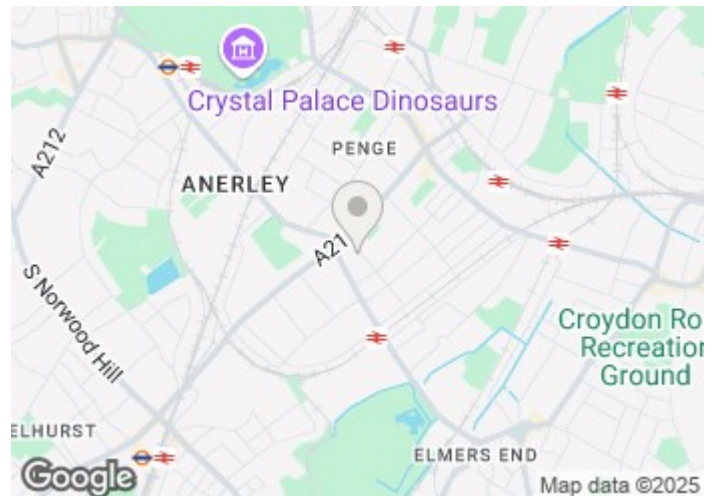 Crystal Palace Dinosaurs
A212
PENGE
ANERLEY
A21
S Norwood Hill
Croydon Ro
Recreation
Ground
ELHURST
ELMERS END
Google
Map data ©2025